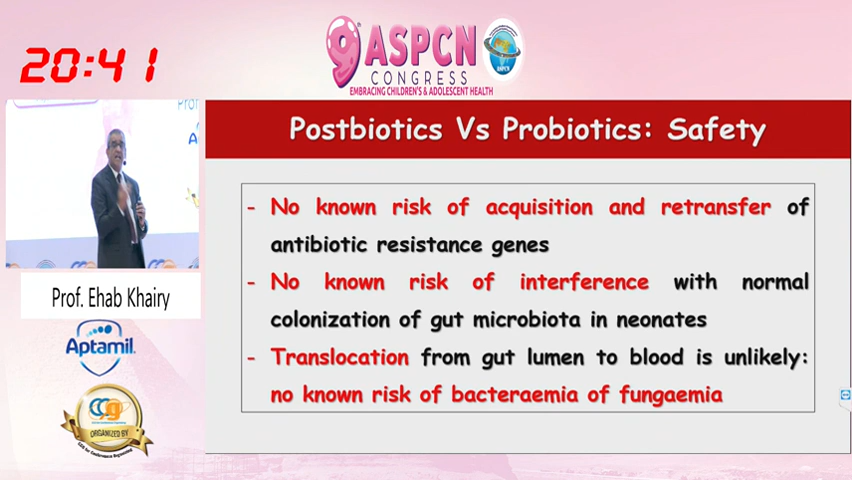 20:41
9 ASPCN
CONGRESS
EMBRACING CHILDREN'S & ADOLESCENT HEALTH
ASNPCN
Postbiotics Vs Probiotics: Safety
- No known risk of acquisition and retransfer of
antibiotic resistance genes
- No known risk of interference with normal
colonization of gut microbiota in neonates
- Translocation from gut lumen to blood is unlikely:
no known risk of bacteraemia of fungaemia
Prof. Ehab Khairy
Aptamil
CCO
ORGANIZED BY